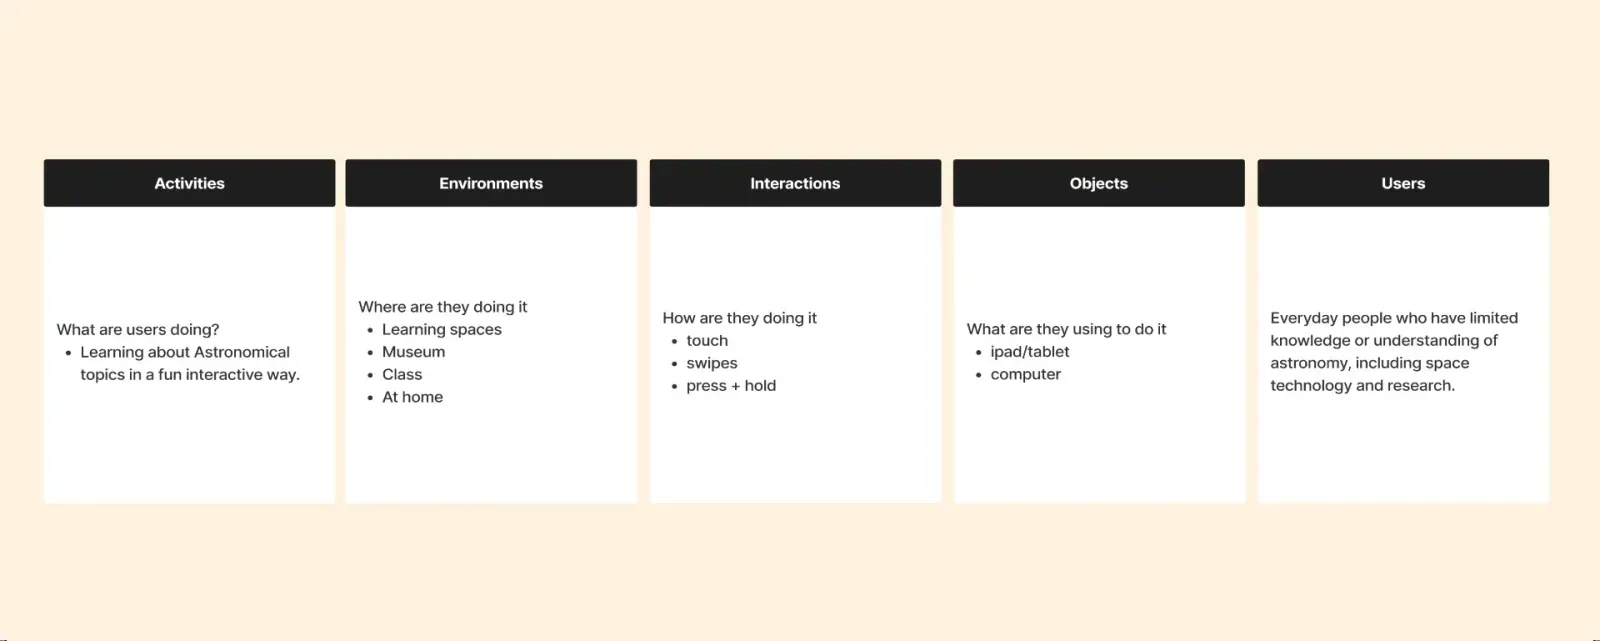 Activities
What are users doing?
• Learning about Astronomical
topics in a fun interactive way.
Environments
Where are they doing it
• Learning spaces
• Museum
• Class
• At home
Interactions
How are they doing it
• touch
• swipes
• press + hold
Objects
What are they using to do it
• ipad/tablet
• computer
Users
Everyday people who have limited
knowledge or understanding of
astronomy, including space
technology and research.